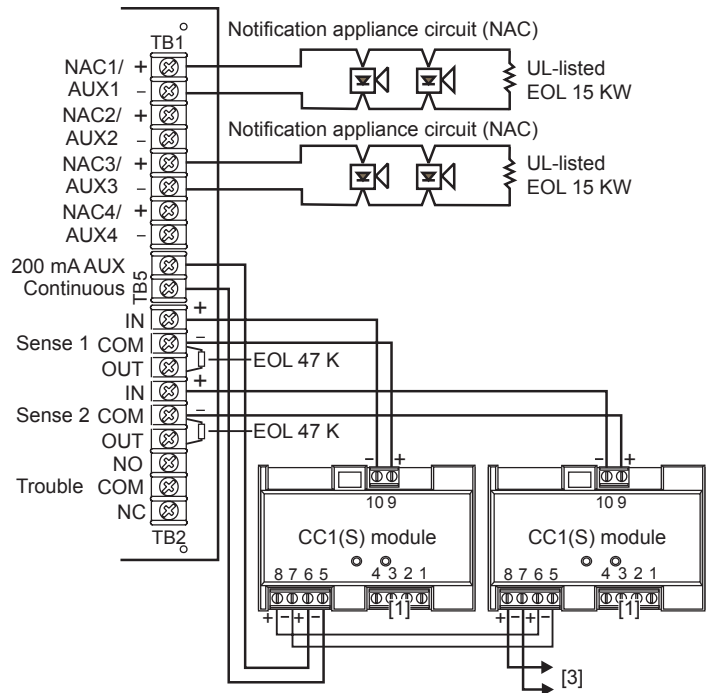 TB1
Notification appliance circuit (NAC)
NAC1/ +
AUX1 −
UL-listed
EOL 15 KW
NAC2/ +
AUX2 −
Notification appliance circuit (NAC)
NAC3/ +
AUX3 −
UL-listed
EOL 15 KW
NAC4/ +
AUX4 −
200 mA AUX
Continuous
TB5
IN +
Sense 1 COM −
OUT
EOL 47 K
IN +
Sense 2 COM −
OUT
EOL 47 K
NO
Trouble COM
NC
TB2
− +
10 9
CC1(S) module
8 7 6 5 4 3 2 1
[1]
+ − + −
− +
10 9
CC1(S) module
8 7 6 5 4 3 2 1
[1]
+ − + −
[3]